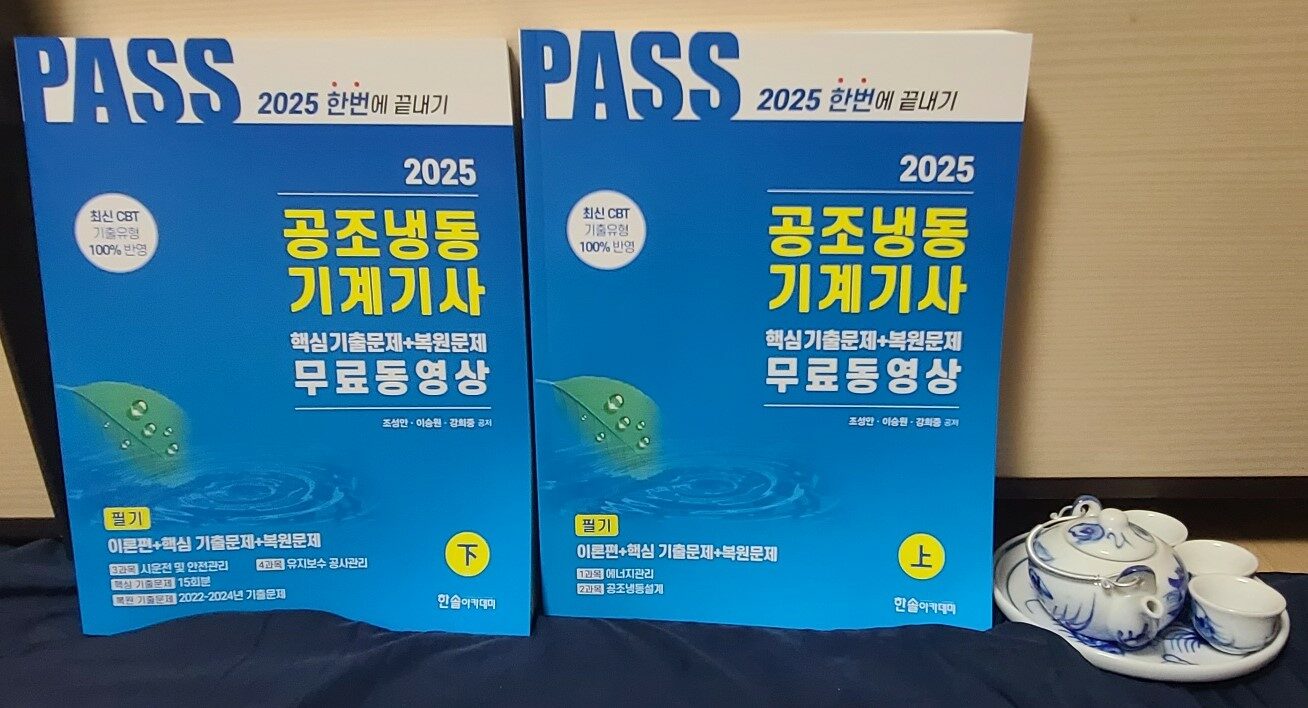 PASS 2025 한번에 끝내기
2025
최신 CBT
기출유형
100% 반영
공조냉동
기계기사
핵심 기출문제+복원문제
무료동영상
조성안 · 이승원 · 강희중 공저
필기
이론편+핵심 기출문제+복원문제
3과목 시운전 및 안전관리 4과목 유지보수 공사관리
핵심 기출문제 15회분
복원 기출문제 2022-2024년 기출문제
下
한솔아카데미
PASS 2025 한번에 끝내기
2025
최신 CBT
기출유형
100% 반영
공조냉동
기계기사
핵심 기출문제+복원문제
무료동영상
조성안 · 이승원 · 강희중 공저
필기
이론편+핵심 기출문제+복원문제
1과목 에너지관리
2과목 공조냉동설계
上
한솔아카데미